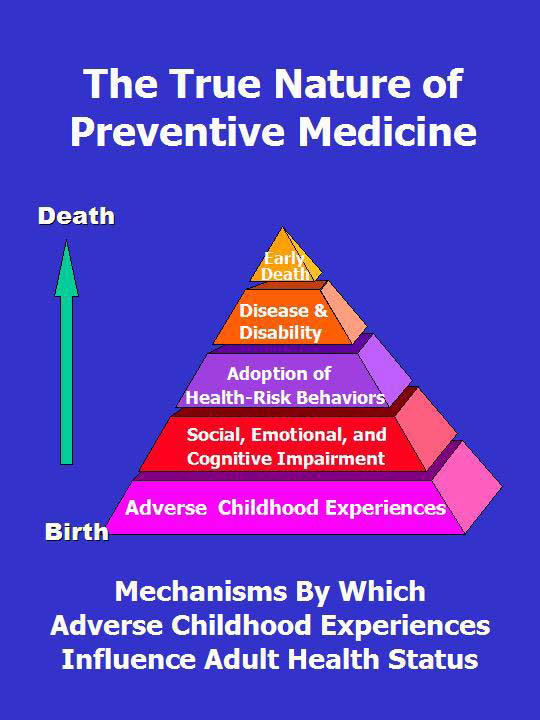 The True Nature of
Preventive Medicine
Death
Early
Death
Disease &
Disability
Adoption of
Health-Risk Behaviors
Social, Emotional, and
Cognitive Impairment
Adverse Childhood Experiences
Birth
Mechanisms By Which
Adverse Childhood Experiences
Influence Adult Health Status